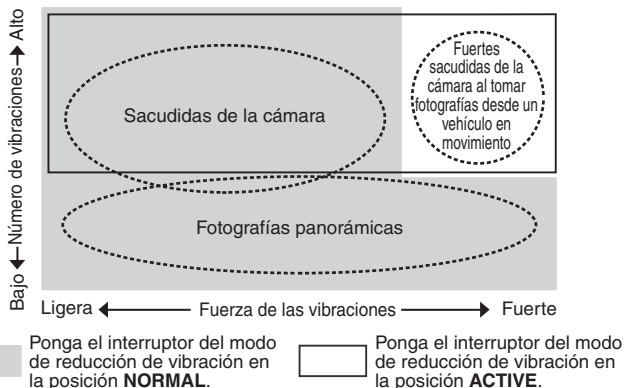 Alto
Número de vibraciones
Bajo
Sacudidas de la cámara
Fuertes
sacudidas de la
cámara al tomar
fotografías desde un
vehículo en
movimiento
Fotografías panorámicas
Ligera
Fuerza de las vibraciones
Fuerte
Ponga el interruptor del modo
de reducción de vibración en
la posición NORMAL.
Ponga el interruptor del modo
de reducción de vibración en
la posición ACTIVE.